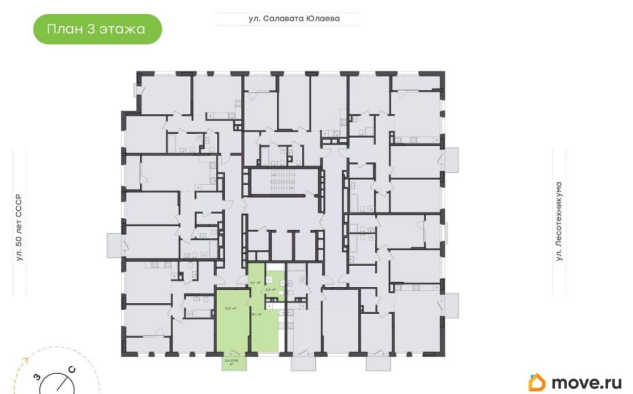 ул. Салавата Юлаева
План 3 этажа
ул. 50 лет СССР
ул. Лесотехникума
З
С
move.ru